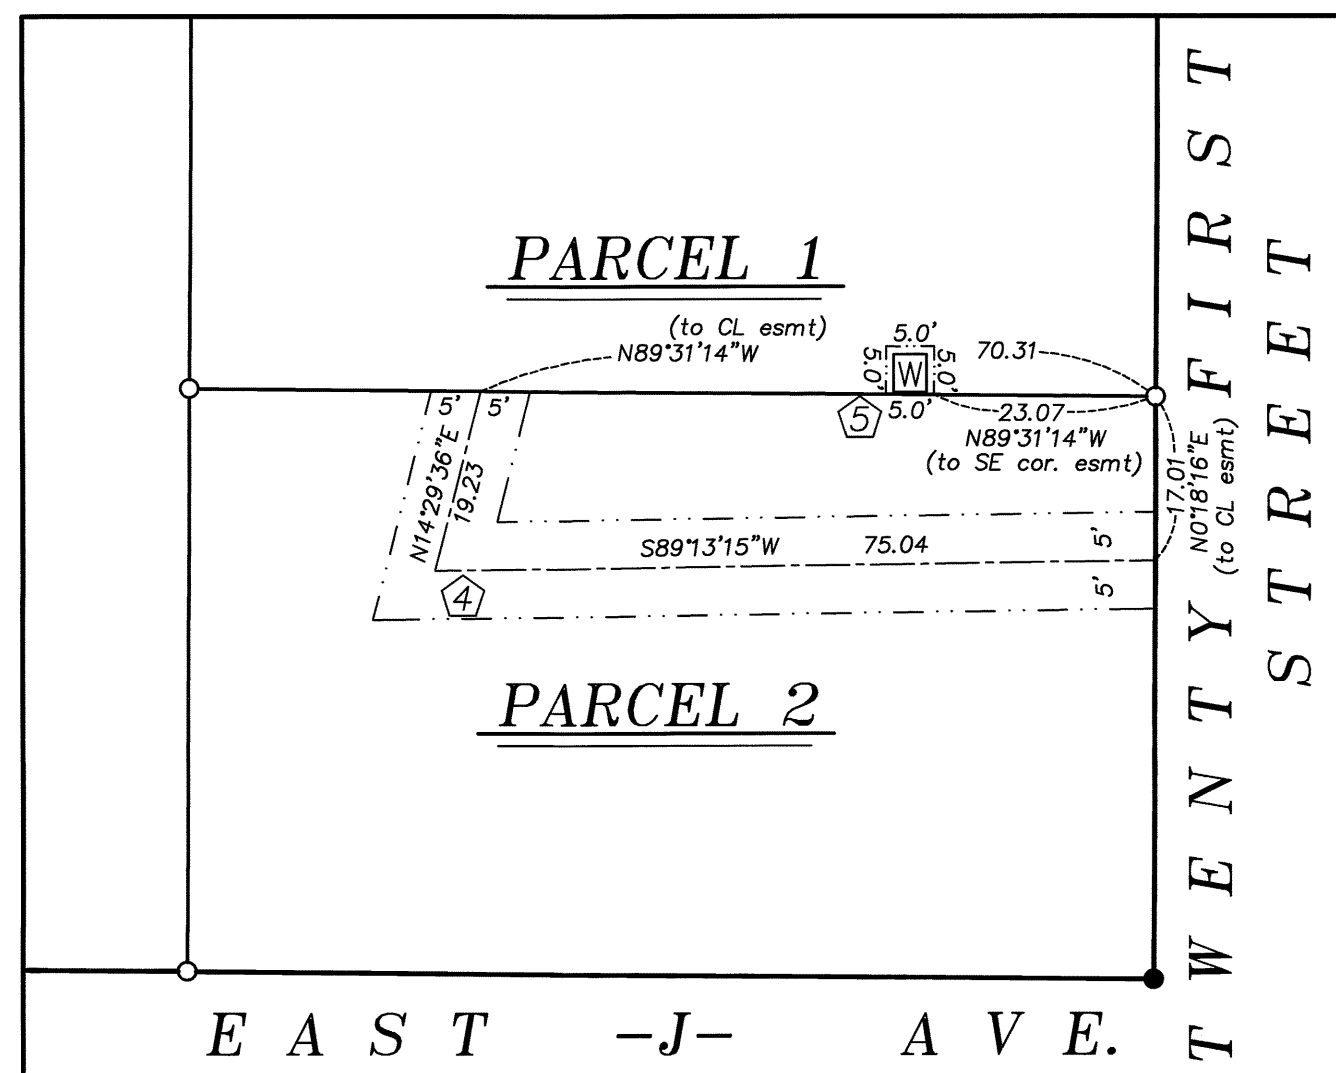 PARCEL 1
(to CL esmt)
N89°31'14"W
5.0'
5.0'
5.0'
W
70.31
5'
5'
5
5.0'
23.07
N89°31'14"W
(to SE cor. esmt)
N14°29'36"E
19.23
17.01
N0°18'16"E
(to CL esmt)
S89°13'15"W
75.04
5'
5'
4
PARCEL 2
EAST -J- AVE.
TWENTY FIRST
STREET